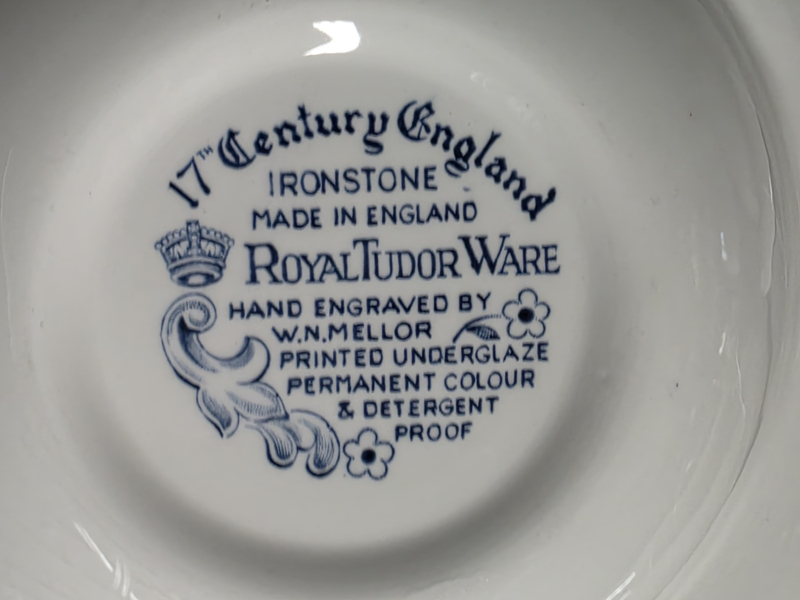 17TH Century England
IRONSTONE
MADE IN ENGLAND
ROYAL TUDOR WARE
HAND ENGRAVED BY
W.N.MELLOR
PRINTED UNDERGLAZE
PERMANENT COLOUR
& DETERGENT
PROOF